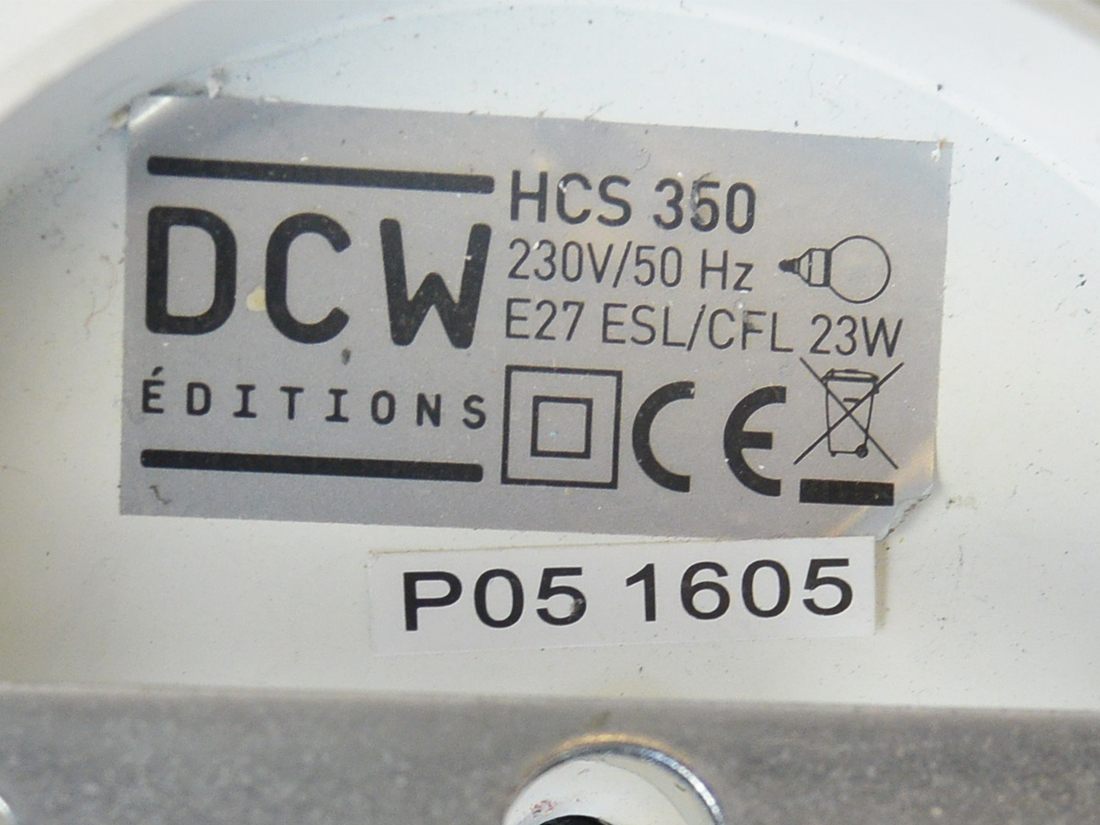 DCW
ÉDITIONS
HCS 350
230V/50 Hz
E27 ESL/CFL 23W
CE
P05 1605